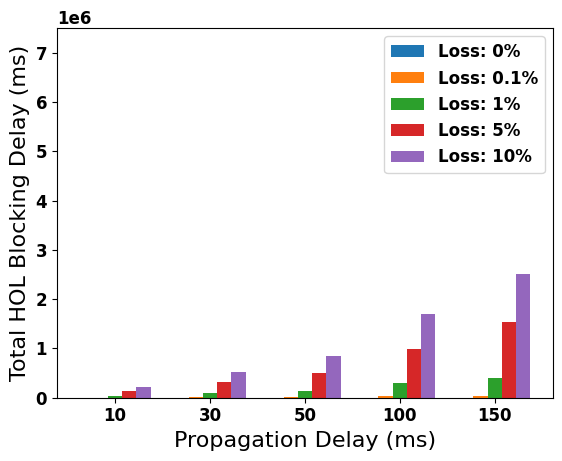 1e6
Total HOL Blocking Delay (ms)
7
6
5
4
3
2
1
0
Loss: 0%
Loss: 0.1%
Loss: 1%
Loss: 5%
Loss: 10%
10 30 50 100 150
Propagation Delay (ms)